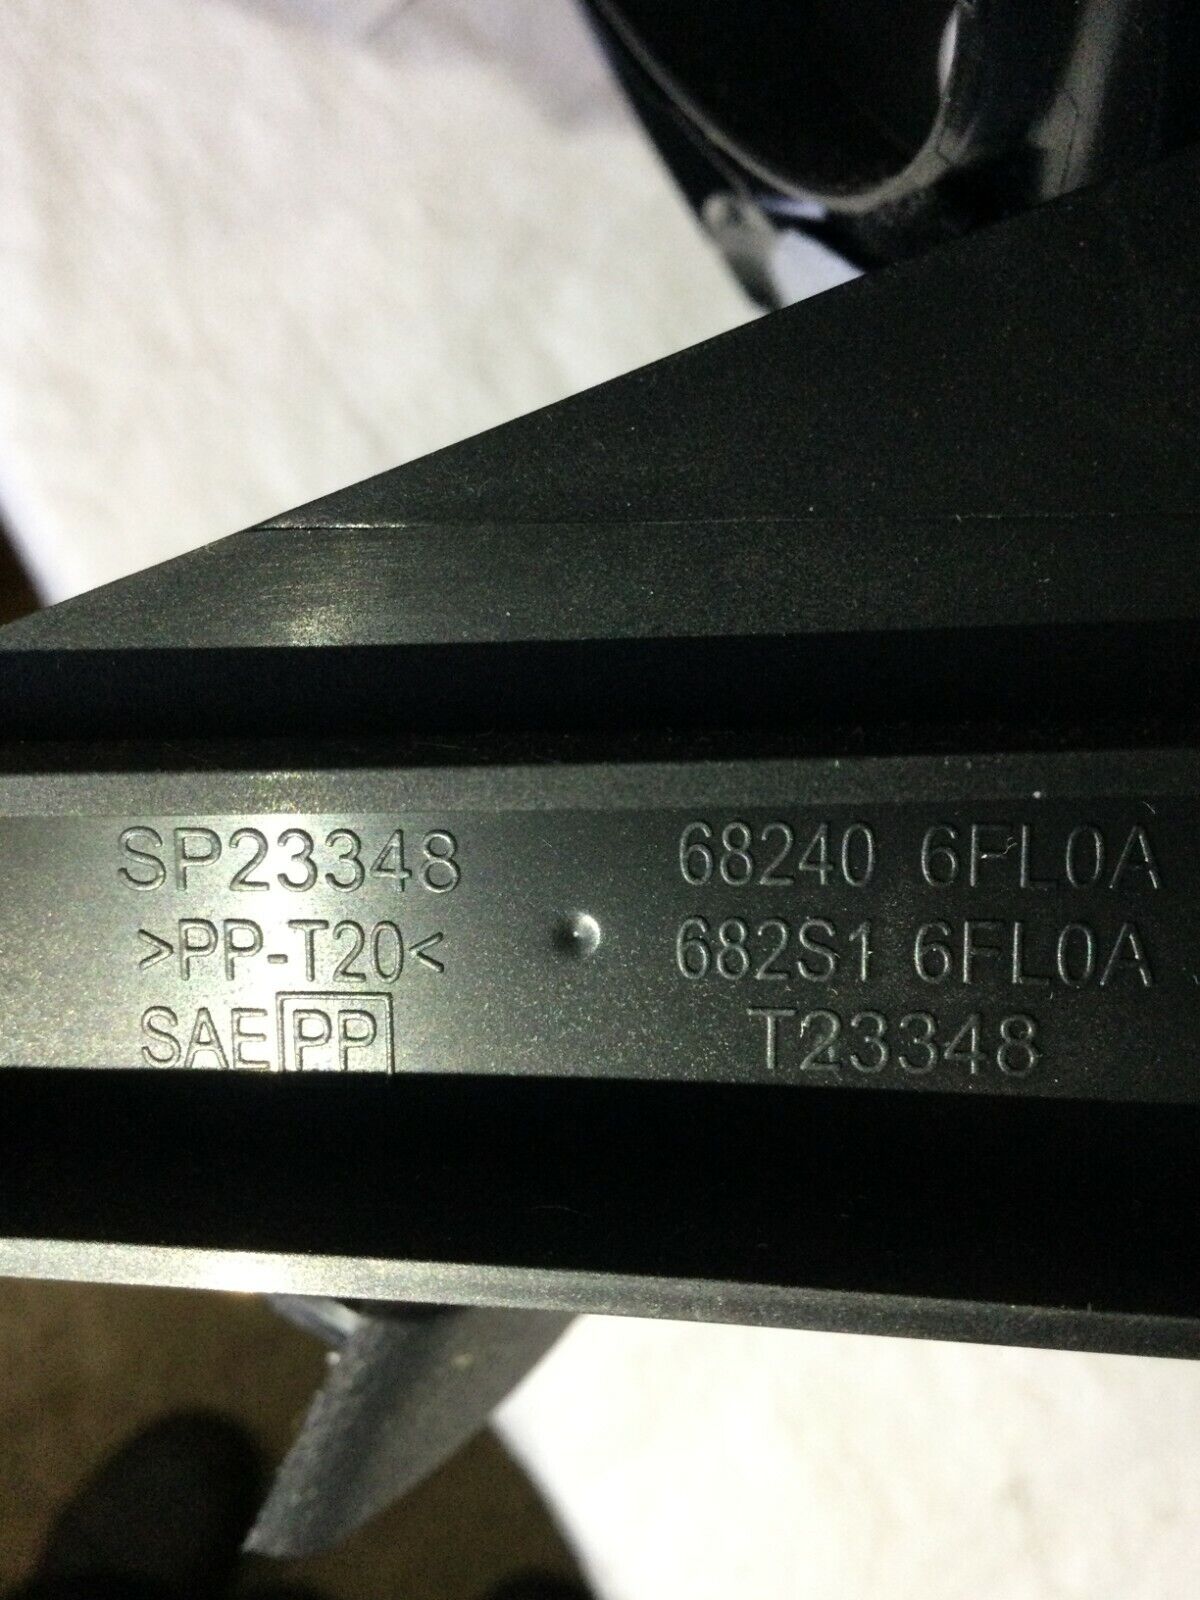 SP23348
>PP-T20<
SAE PP
68240 6FL0A
682S1 6FL0A
T23348